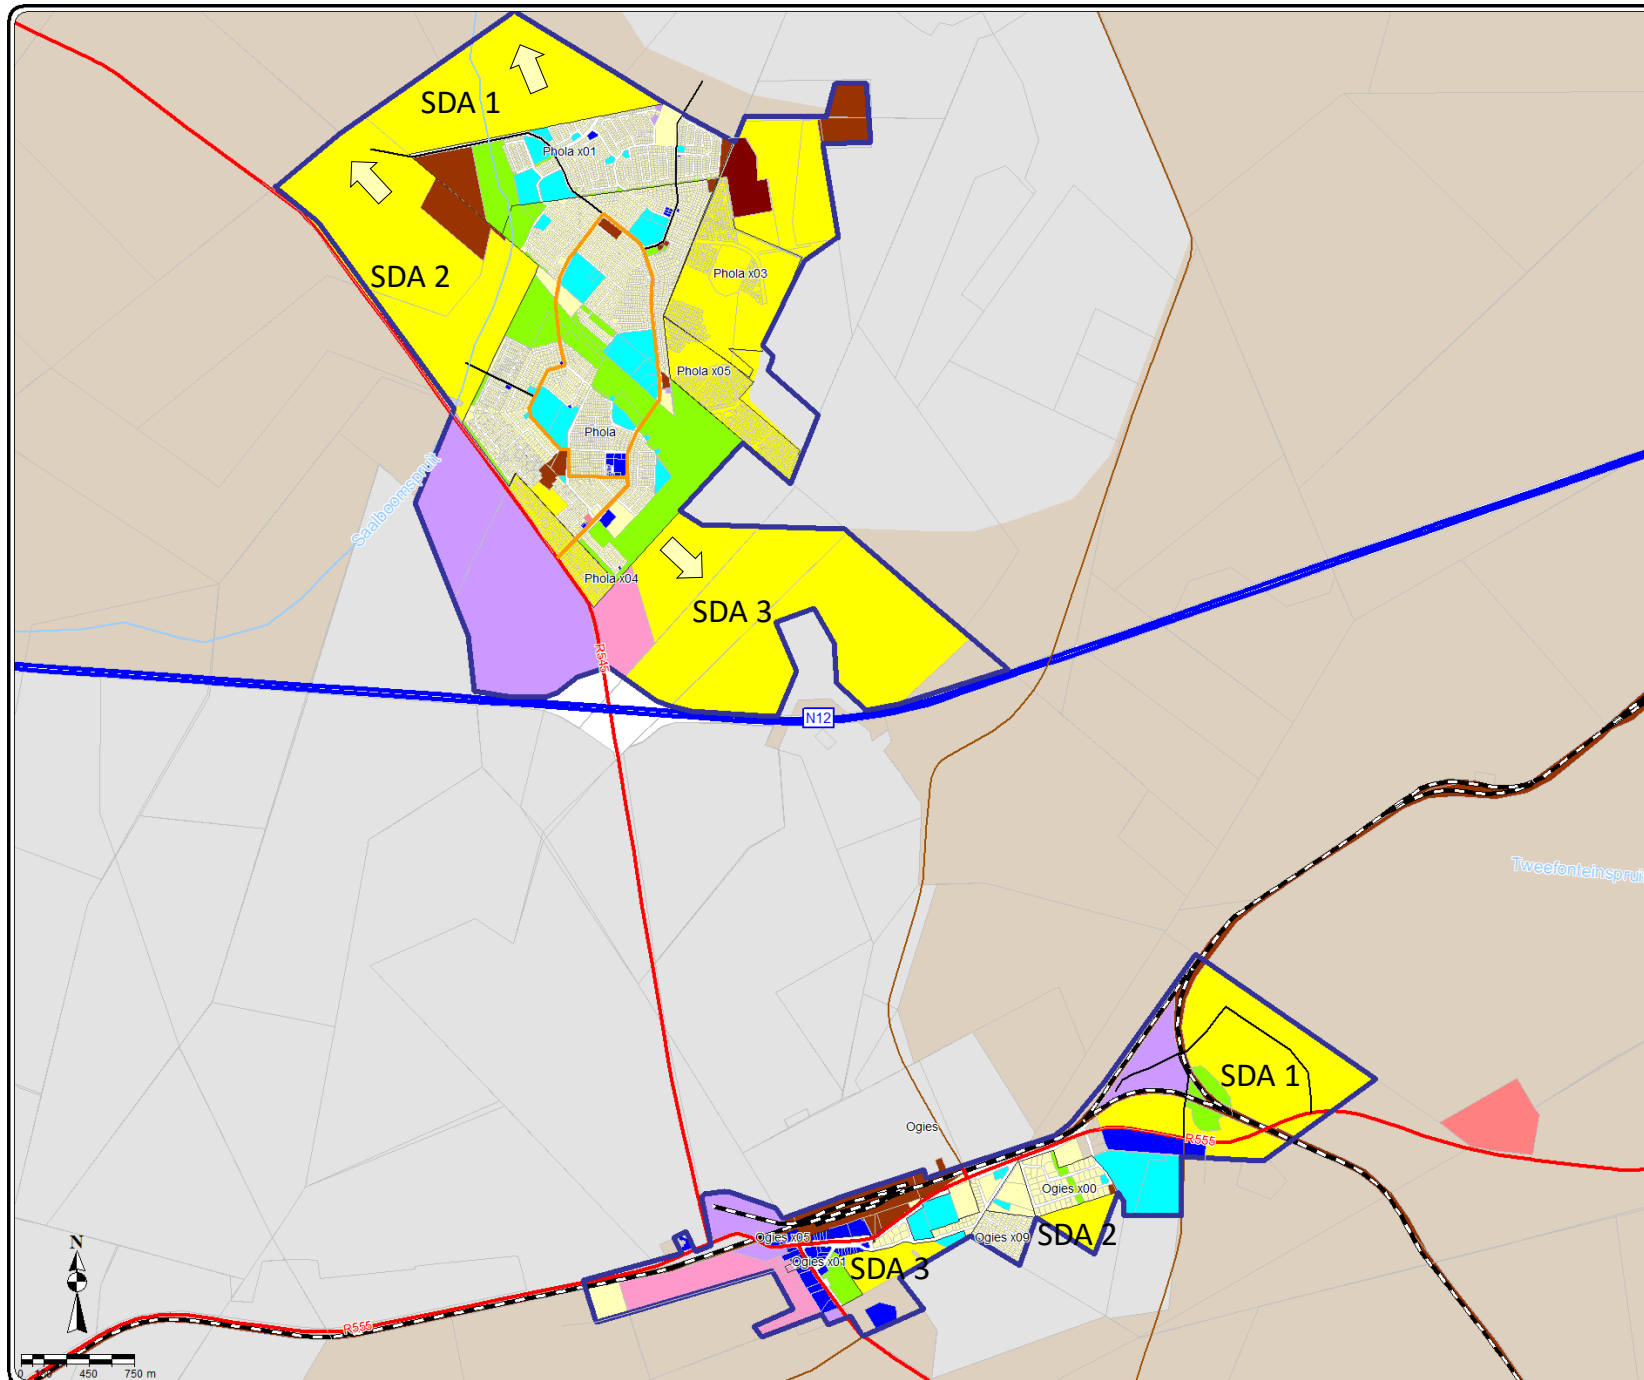 SDA 1
Phola x01
SDA 2
Phola x03
Phola x05
Phola
Saalboomspruit
Phola x04
SDA 3
R545
N12
Tweefonteinspruit
SDA 1
Ogies
R555
Ogies x00
SDA 2
Ogies x09
Ogies x05
Ogies x01
SDA 3
N
R555
0 450 750 m